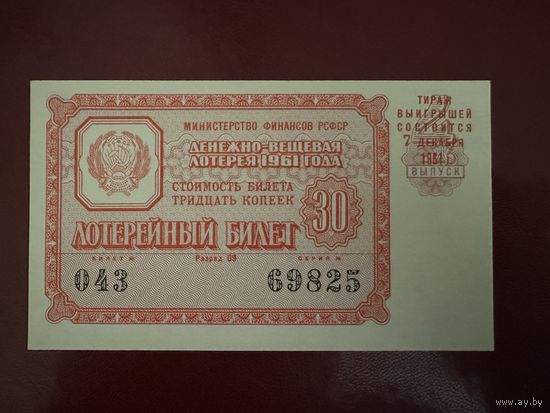 МИНИСТЕРСТВО ФИНАНСОВ РСФСР
ДЕНЕЖНО-ВЕЩЕВАЯ
ЛОТЕРЕЯ 1961 ГОДА
СТОИМОСТЬ БИЛЕТА
ТРИДЦАТЬ КОПЕЕК
30
ЛОТЕРЕЙНЫЙ БИЛЕТ
БИЛЕТ № Разряд 09 СЕРИЯ №
043 69825
ТИРАЖ
ВЫИГРЫШЕЙ
СОСТОИТСЯ
7 ДЕКАБРЯ
1961 г.
2
ВЫПУСК
www.ay.by